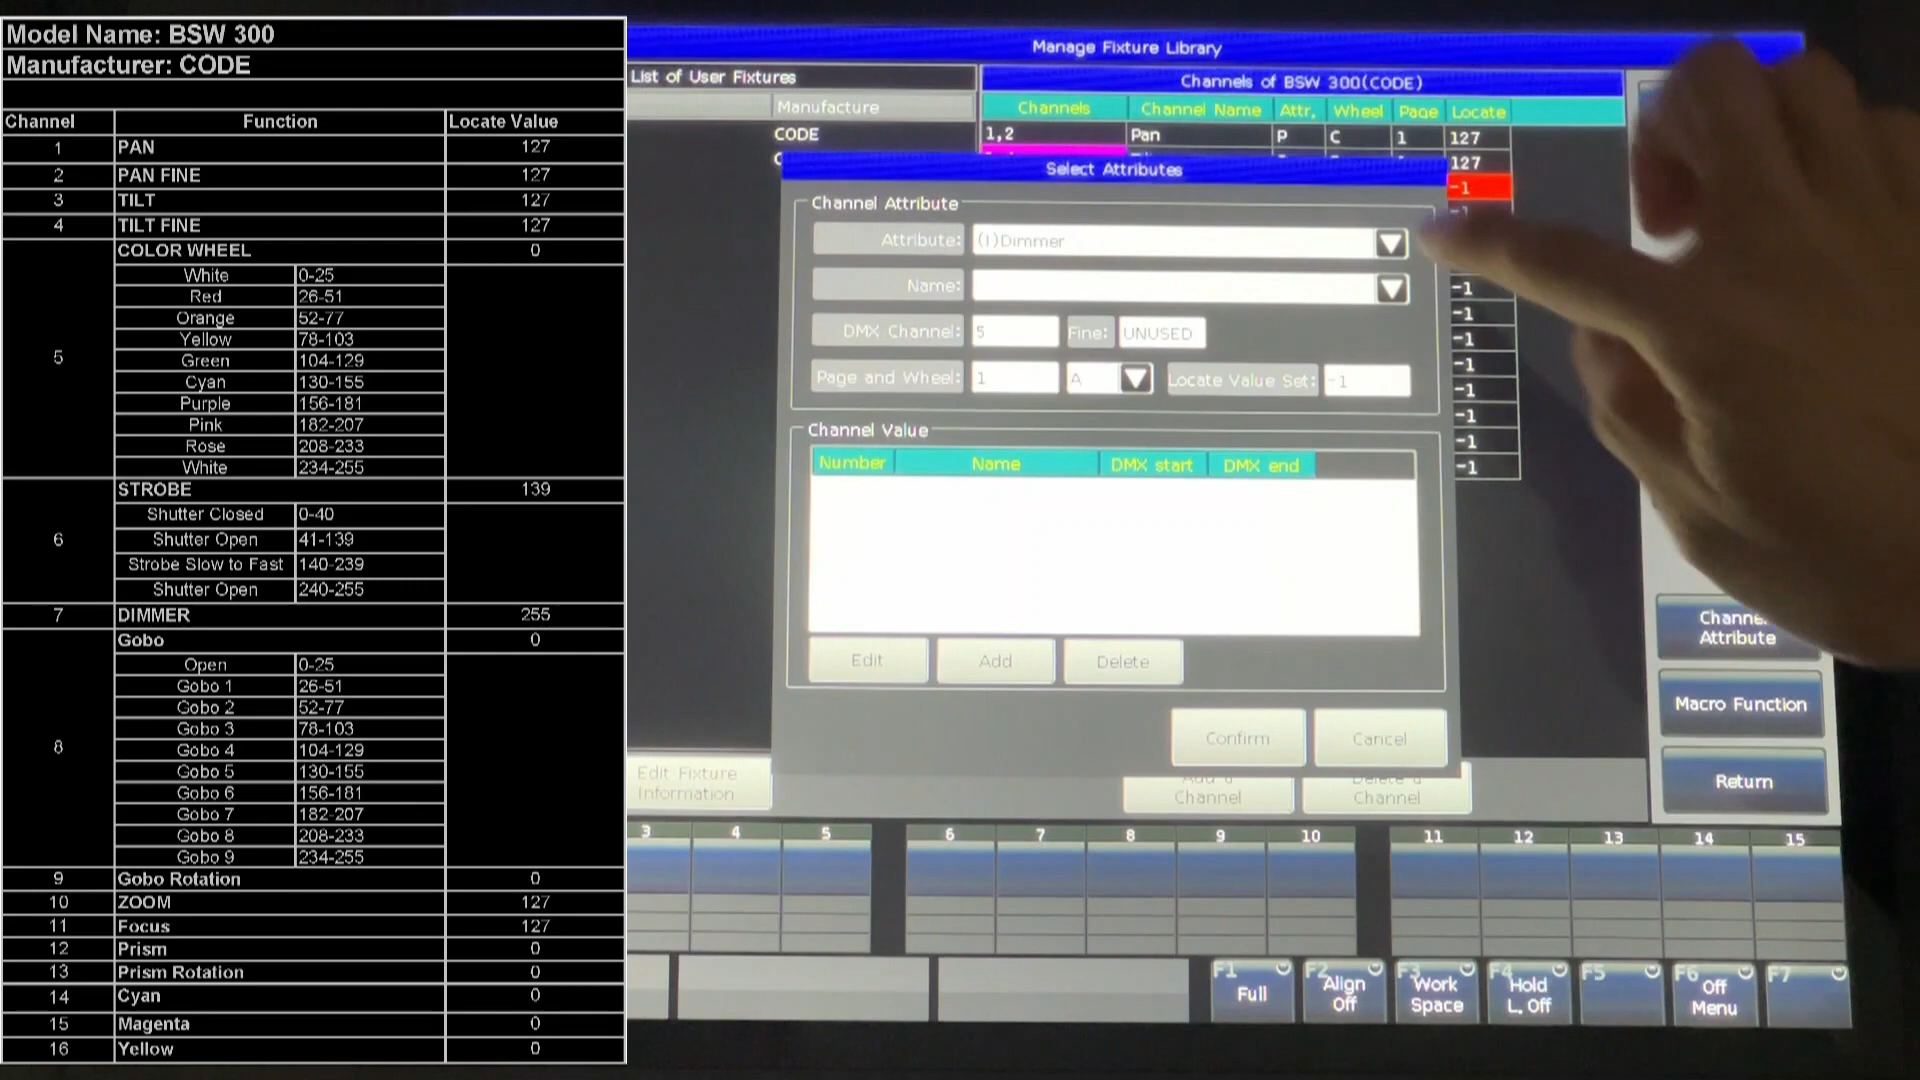 Model Name: BSW 300
Manufacturer: CODE
Channel Function Locate Value
1 PAN 127
2 PAN FINE 127
3 TILT 127
4 TILT FINE 127
5 COLOR WHEEL 0
White 0-25
Red 26-51
Orange 52-77
Yellow 78-103
Green 104-129
Cyan 130-155
Purple 156-181
Pink 182-207
Rose 208-233
White 234-255
6 STROBE 139
Shutter Closed 0-40
Shutter Open 41-139
Strobe Slow to Fast 140-239
Shutter Open 240-255
7 DIMMER 255
8 Gobo 0
Open 0-25
Gobo 1 26-51
Gobo 2 52-77
Gobo 3 78-103
Gobo 4 104-129
Gobo 5 130-155
Gobo 6 156-181
Gobo 7 182-207
Gobo 8 208-233
Gobo 9 234-255
9 Gobo Rotation 0
10 ZOOM 127
11 Focus 127
12 Prism 0
13 Prism Rotation 0
14 Cyan 0
15 Magenta 0
16 Yellow 0
Manage Fixture Library
List of User Fixtures
Manufacture
CODE
Channels of BSW 300(CODE)
Channels Channel Name Attr. Wheel Page Locate
1,2 Pan P C 1 127
127
-1
-1
-1
-1
-1
-1
-1
-1
-1
-1
Select Attributes
Channel Attribute
Attribute: (I)Dimmer
Name:
DMX Channel: 5 Fine: UNUSED
Page and Wheel: 1 A Locate Value Set: -1
Channel Value
Number Name DMX start DMX end
Edit Add Delete
Confirm Cancel
Edit Fixture
Information
Add a
Channel
Delete a
Channel
Attribute
Macro Function
Return
3 4 5 6 7 8 9 10 11 12 13 14 15
F1 Full
F2 Align Off
F3 Work Space
F4 Hold L. Off
F5
F6 Off Menu
F7